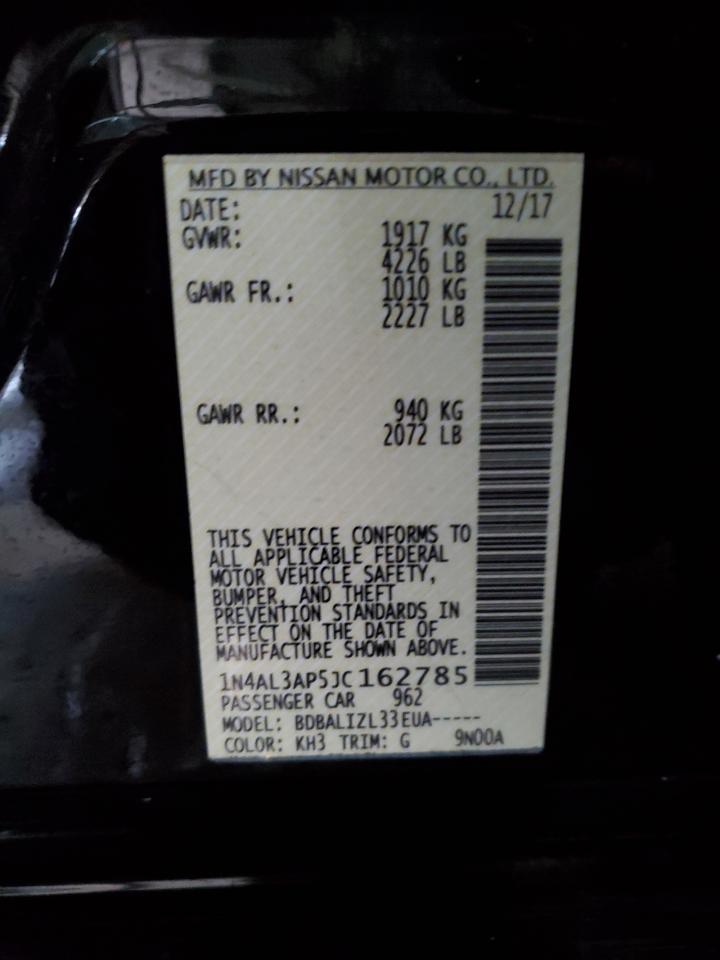 MFD BY NISSAN MOTOR CO., LTD.
DATE: 12/17
GVWR: 1917 KG
4226 LB
GAWR FR.: 1010 KG
2227 LB
GAWR RR.: 940 KG
2072 LB
THIS VEHICLE CONFORMS TO
ALL APPLICABLE FEDERAL
MOTOR VEHICLE SAFETY,
BUMPER, AND THEFT
PREVENTION STANDARDS IN
EFFECT ON THE DATE OF
MANUFACTURE SHOWN ABOVE.
1N4AL3AP5JC162785
PASSENGER CAR 962
MODEL: BDBALIZL33EUA-----
COLOR: KH3 TRIM: G 9N00A